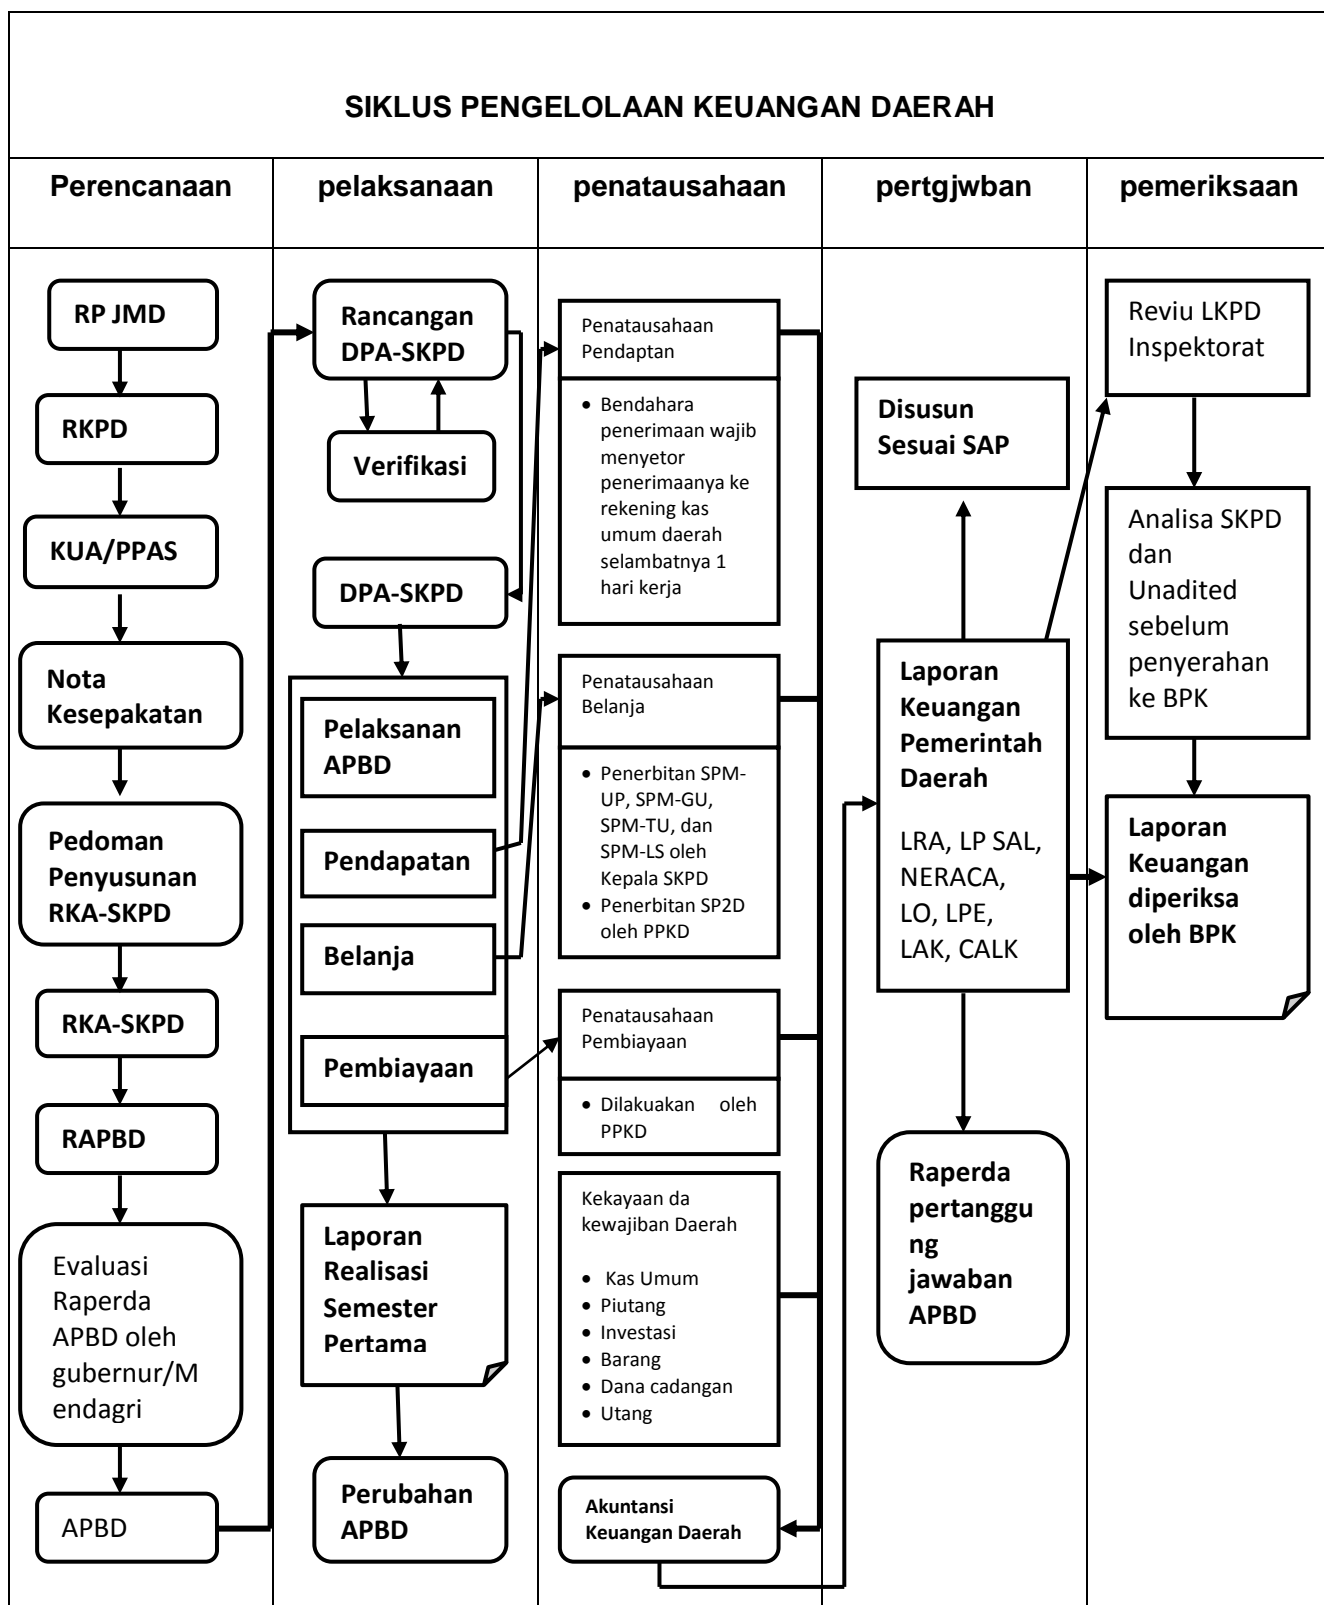 SIKLUS PENGELOLAAN KEUANGAN DAERAH
Perencanaan
pelaksanaan
penatausahaan
pertgjwban
pemeriksaan
RP JMD
RKPD
KUA/PPAS
Nota
Kesepakatan
Pedoman
Penyusunan
RKA-SKPD
RKA-SKPD
RAPBD
Evaluasi
Raperda
APBD oleh
gubernur/M
endagri
APBD
Rancangan
DPA-SKPD
Verifikasi
DPA-SKPD
Pelaksanan
APBD
Pendapatan
Belanja
Pembiayaan
Laporan
Realisasi
Semester
Pertama
Perubahan
APBD
Penatausahaan
Pendaptan
• Bendahara
penerimaan wajib
menyetor
penerimaanya ke
rekening kas
umum daerah
selambatnya 1
hari kerja
Penatausahaan
Belanja
• Penerbitan SPM-
UP, SPM-GU,
SPM-TU, dan
SPM-LS oleh
Kepala SKPD
• Penerbitan SP2D
oleh PPKD
Penatausahaan
Pembiayaan
• Dilakuakan oleh
PPKD
Kekayaan da
kewajiban Daerah
• Kas Umum
• Piutang
• Investasi
• Barang
• Dana cadangan
• Utang
Akuntansi
Keuangan Daerah
Disusun
Sesuai SAP
Laporan
Keuangan
Pemerintah
Daerah
LRA, LP SAL,
NERACA,
LO, LPE,
LAK, CALK
Raperda
pertanggu
ng
jawaban
APBD
Reviu LKPD
Inspektorat
Analisa SKPD
dan
Unadited
sebelum
penyerahan
ke BPK
Laporan
Keuangan
diperiksa
oleh BPK